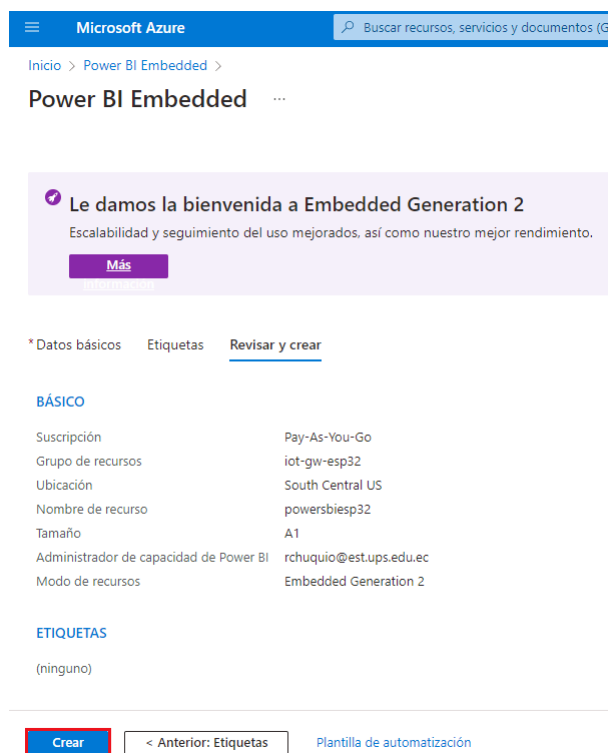 Microsoft Azure
Buscar recursos, servicios y documentos (G
Inicio > Power BI Embedded >
Power BI Embedded ...
Le damos la bienvenida a Embedded Generation 2
Escalabilidad y seguimiento del uso mejorados, así como nuestro mejor rendimiento.
Más
información
* Datos básicos Etiquetas Revisar y crear
BÁSICO
Suscripción Pay-As-You-Go
Grupo de recursos iot-gw-esp32
Ubicación South Central US
Nombre de recurso powersbiesp32
Tamaño A1
Administrador de capacidad de Power BI rchuquio@est.ups.edu.ec
Modo de recursos Embedded Generation 2
ETIQUETAS
(ninguno)
Crear < Anterior: Etiquetas Plantilla de automatización